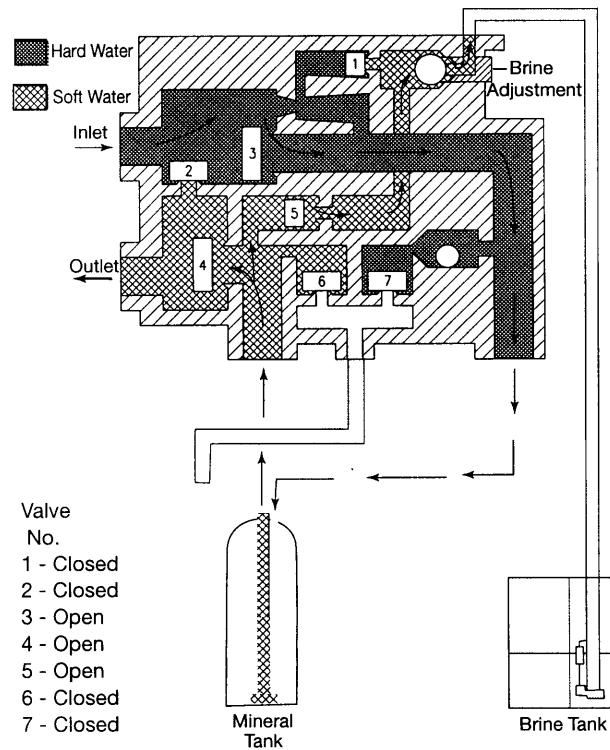 Hard Water
Soft Water
Inlet
Outlet
1
2
3
4
5
6
7
Brine
Adjustment
Valve
No.
1 - Closed
2 - Closed
3 - Open
4 - Open
5 - Open
6 - Closed
7 - Closed
Mineral
Tank
Brine Tank